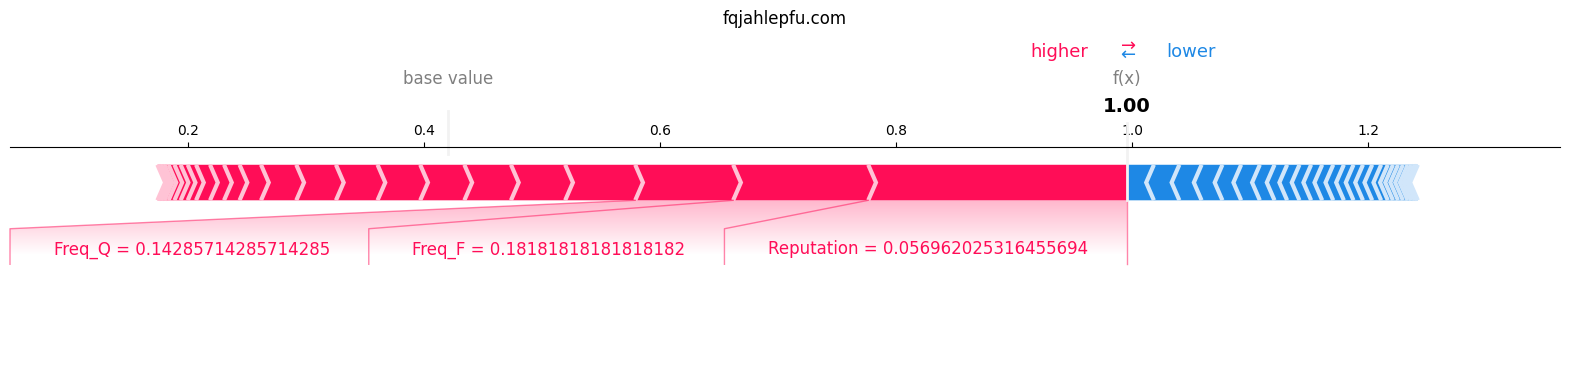 fqjahlepfu.com
higher ⇄ lower
base value f(x)
1.00
0.2 0.4 0.6 0.8 1.0 1.2
Freq_Q = 0.14285714285714285 Freq_F = 0.18181818181818182 Reputation = 0.056962025316455694